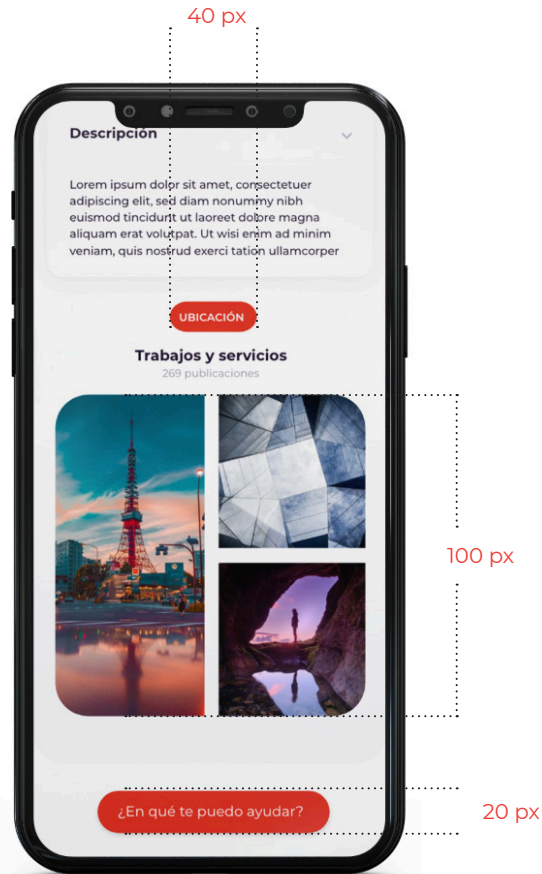 40 px
Descripción
Lorem ipsum dolor sit amet, consectetuer
adipiscing elit, sed diam nonummy nibh
euismod tincidunt ut laoreet dolore magna
aliquam erat volutpat. Ut wisi enim ad minim
veniam, quis nostrud exerci tation ullamcorper
UBICACIÓN
Trabajos y servicios
269 publicaciones
100 px
¿En qué te puedo ayudar?
20 px